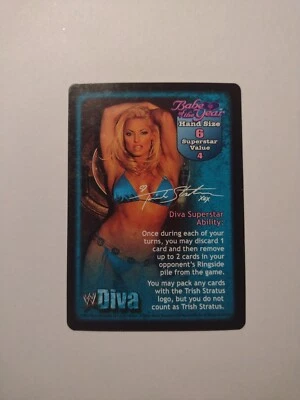 Babe
of the Year
Hand Size
6
Superstar
Value
4
Trish Stratus
xxx
Diva Superstar
Ability:
Once during each of your
turns, you may discard 1
card and then remove
up to 2 cards in your
opponent's Ringside
pile from the game.
You may pack any cards
with the Trish Stratus
logo, but you do not
count as Trish Stratus.
W
Diva